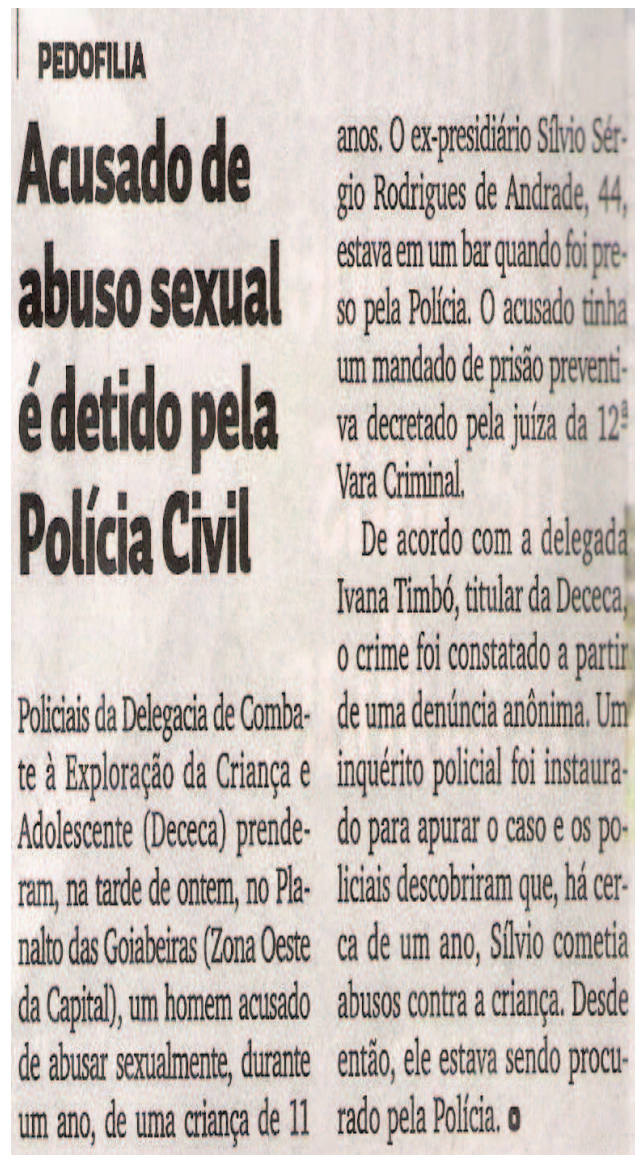 PEDOFILIA
Acusado de
abuso sexual
é detido pela
Polícia Civil
Policiais da Delegacia de Comba-
te à Exploração da Criança e
Adolescente (Dececa) prende-
ram, na tarde de ontem, no Pla-
nalto das Goiabeiras (Zona Oeste
da Capital), um homem acusado
de abusar sexualmente, durante
um ano, de uma criança de 11
anos. O ex-presidiário Sílvio Sér-
gio Rodrigues de Andrade, 44,
estava em um bar quando foi pre-
so pela Polícia. O acusado tinha
um mandado de prisão preventi-
va decretado pela juíza da 12ª
Vara Criminal.
De acordo com a delegada
Ivana Timbó, titular da Dececa,
o crime foi constatado a partir
de uma denúncia anônima. Um
inquérito policial foi instaura-
do para apurar o caso e os po-
liciais descobriram que, há cer-
ca de um ano, Sílvio cometia
abusos contra a criança. Desde
então, ele estava sendo procu-
rado pela Polícia.